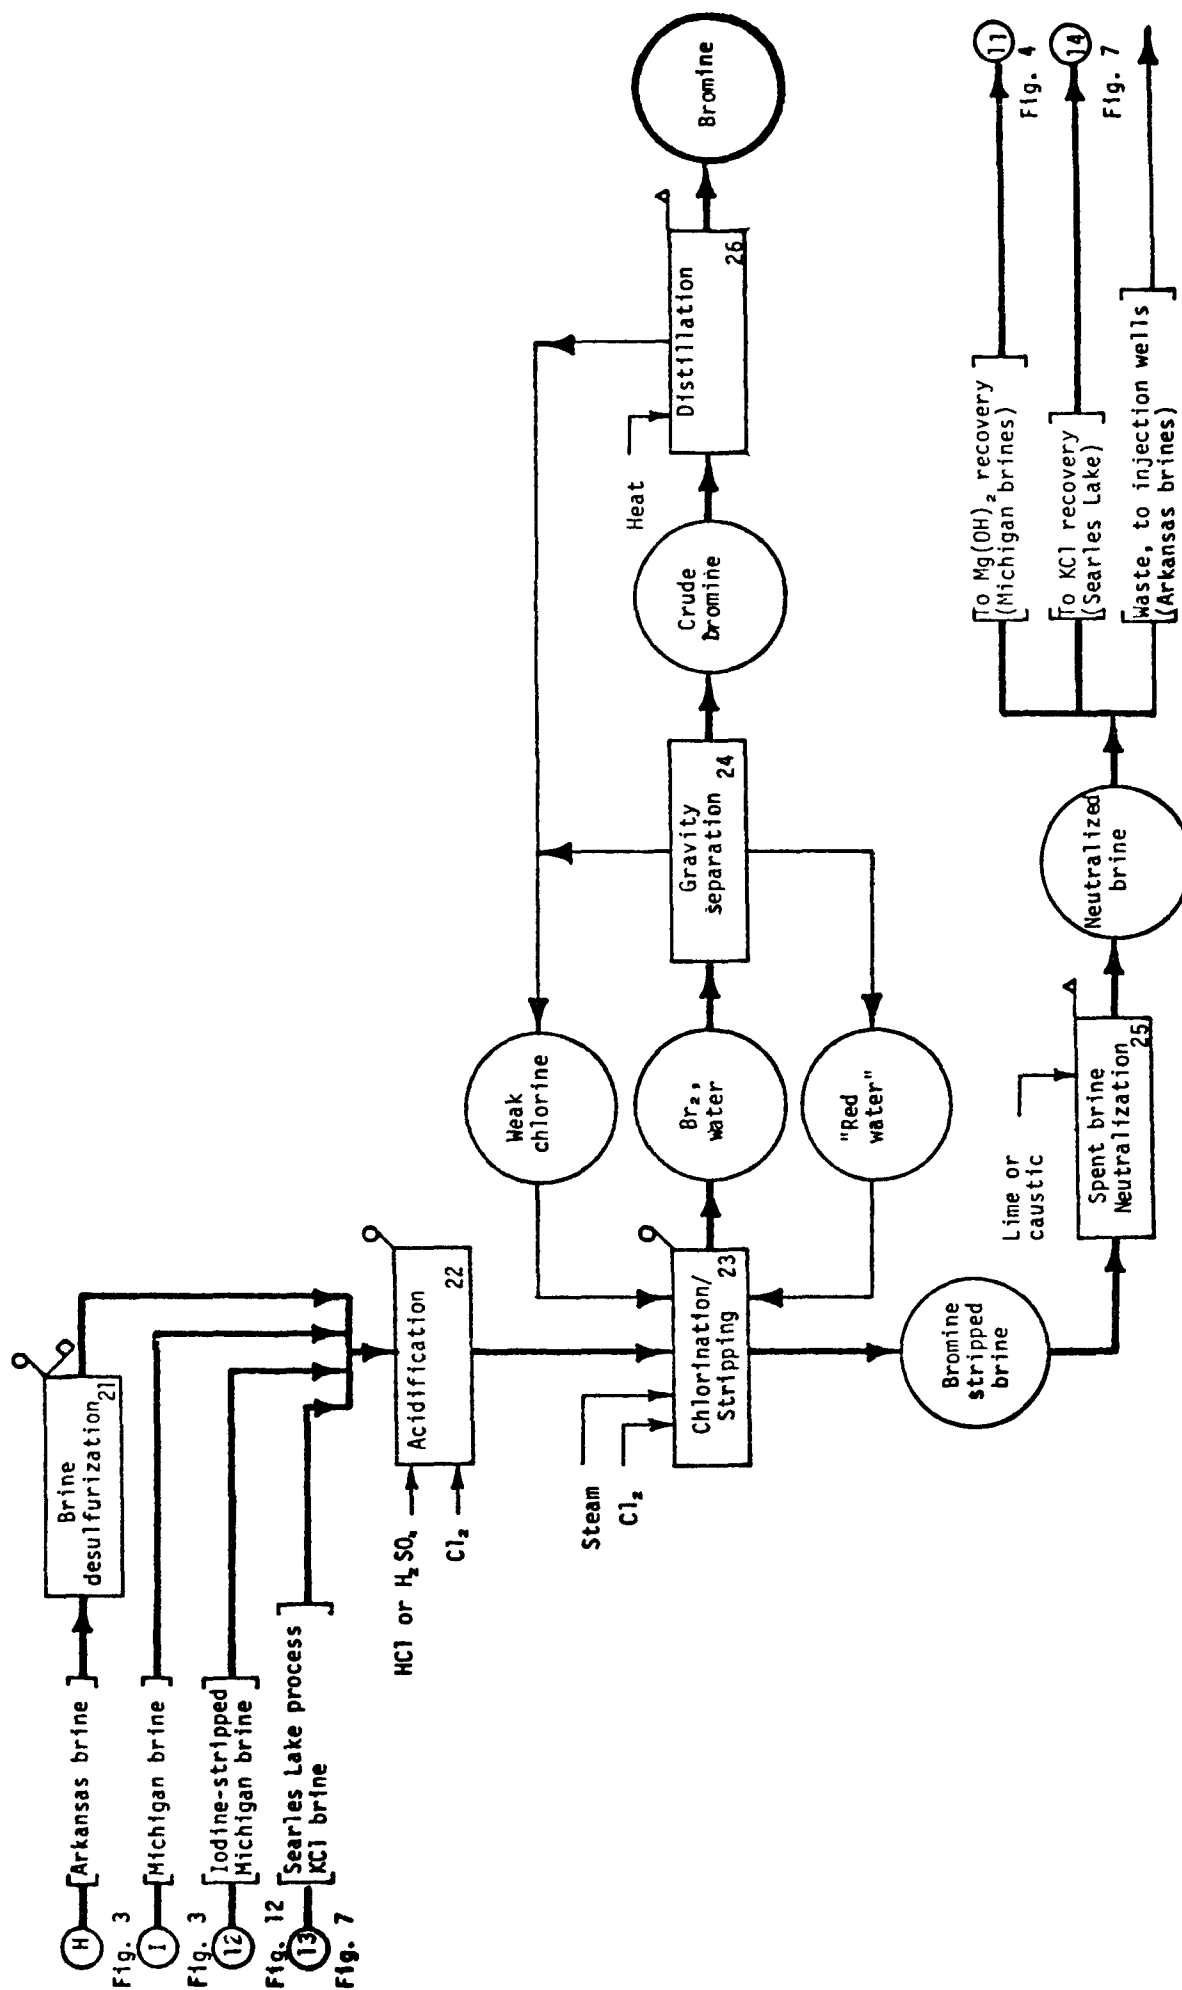 H
[Arkansas brine]
Fig. 3
I
[Michigan brine]
Fig. 3
12
[Iodine-stripped
Michigan brine]
Fig. 12
13
[Searles Lake process
KCl brine]
Fig. 7
Brine
desulfurization
21
HCl or H₂SO₄
Cl₂
Acidification
22
Steam
Cl₂
Chlorination/
Stripping
23
Weak
chlorine
Br₂,
water
"Red
water"
Gravity
separation
24
Crude
bromine
Heat
Distillation
26
Bromine
Bromine
stripped
brine
Lime or
caustic
Spent brine
Neutralization
25
Neutralized
brine
[To Mg(OH)₂ recovery
(Michigan brines)]
11
Fig. 4
[To KCl recovery
(Searles Lake)]
14
Fig. 7
[Waste, to injection wells
(Arkansas brines)]